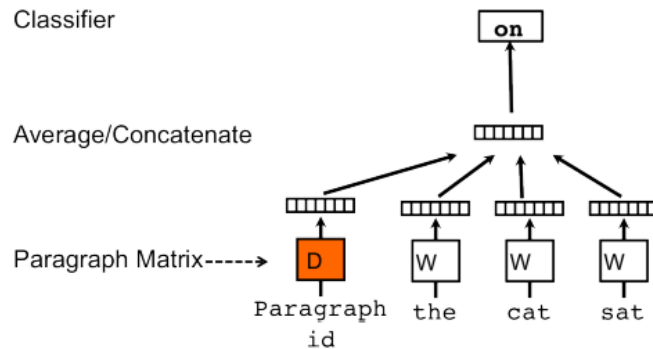 Classifier
on
Average/Concatenate
Paragraph Matrix
D
W
W
W
Paragraph
id
the
cat
sat